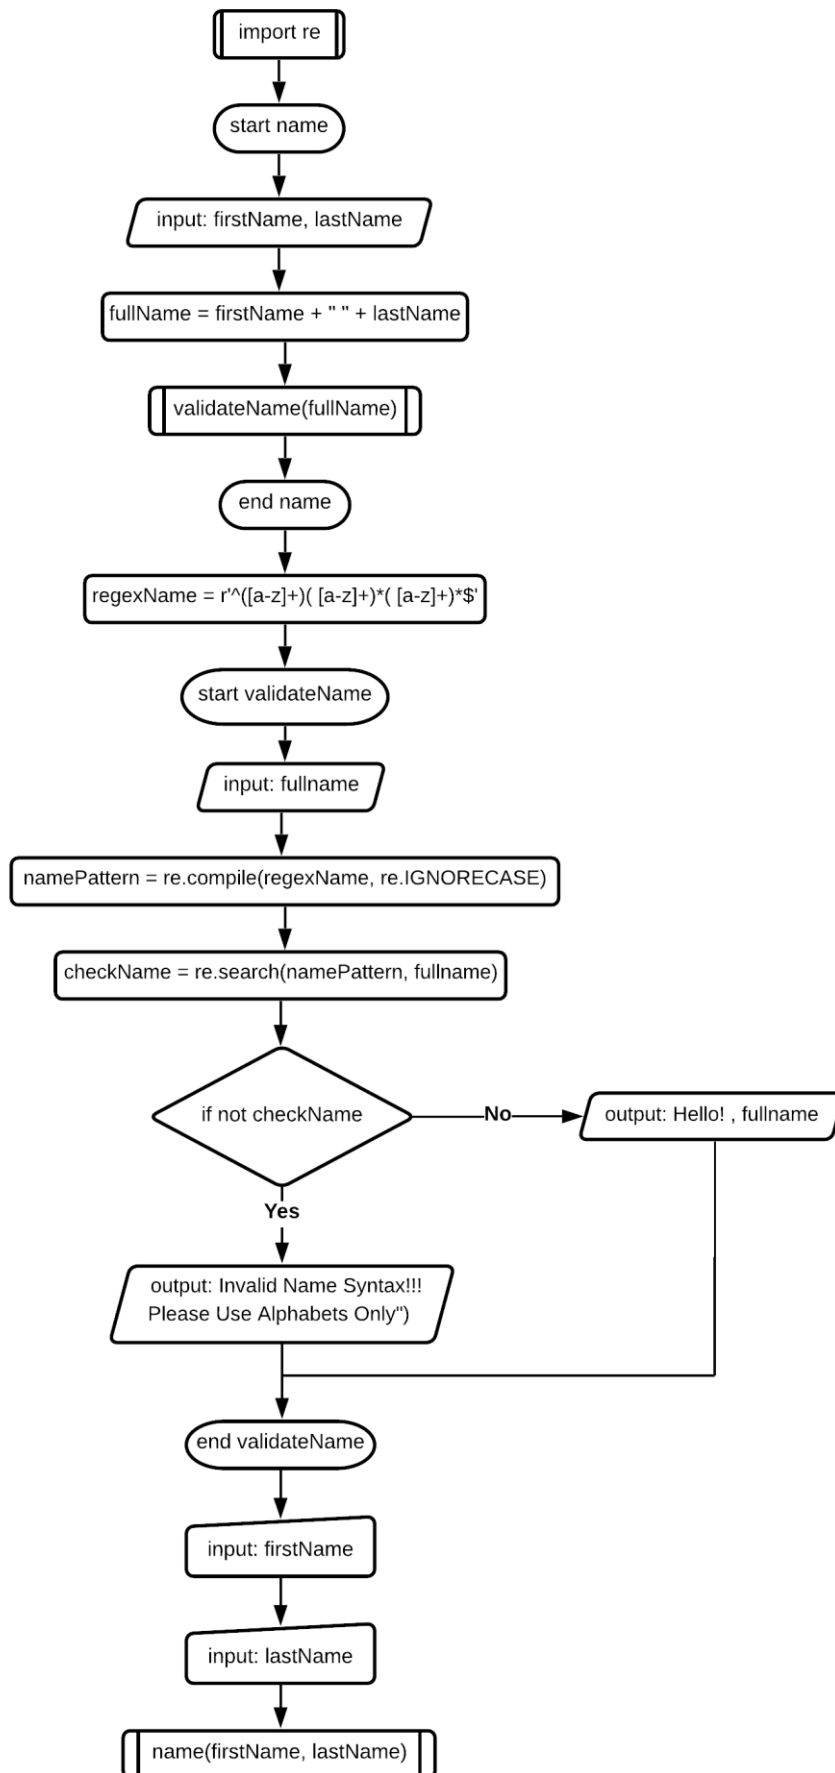 import re
start name
input: firstName, lastName
fullName = firstName + " " + lastName
validateName(fullName)
end name
regexName = r'^([a-z]+)( [a-z]+)*( [a-z]+)*$'
start validateName
input: fullname
namePattern = re.compile(regexName, re.IGNORECASE)
checkName = re.search(namePattern, fullname)
if not checkName
No
output: Hello! , fullname
Yes
output: Invalid Name Syntax!!!
Please Use Alphabets Only")
end validateName
input: firstName
input: lastName
name(firstName, lastName)